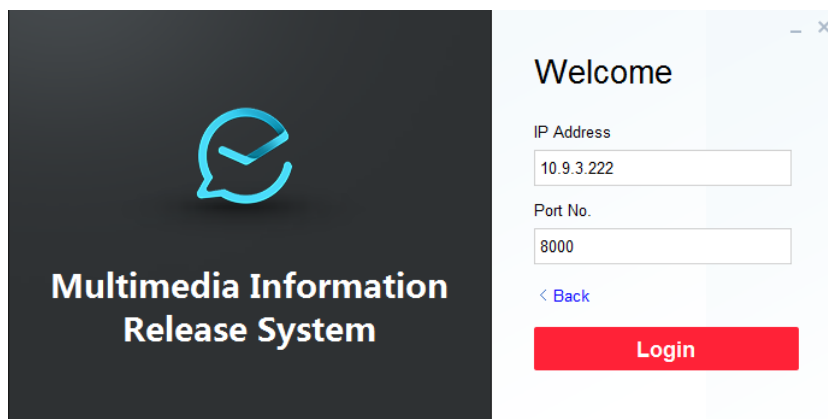 Multimedia Information
Release System
Welcome
IP Address
10.9.3.222
Port No.
8000
< Back
Login